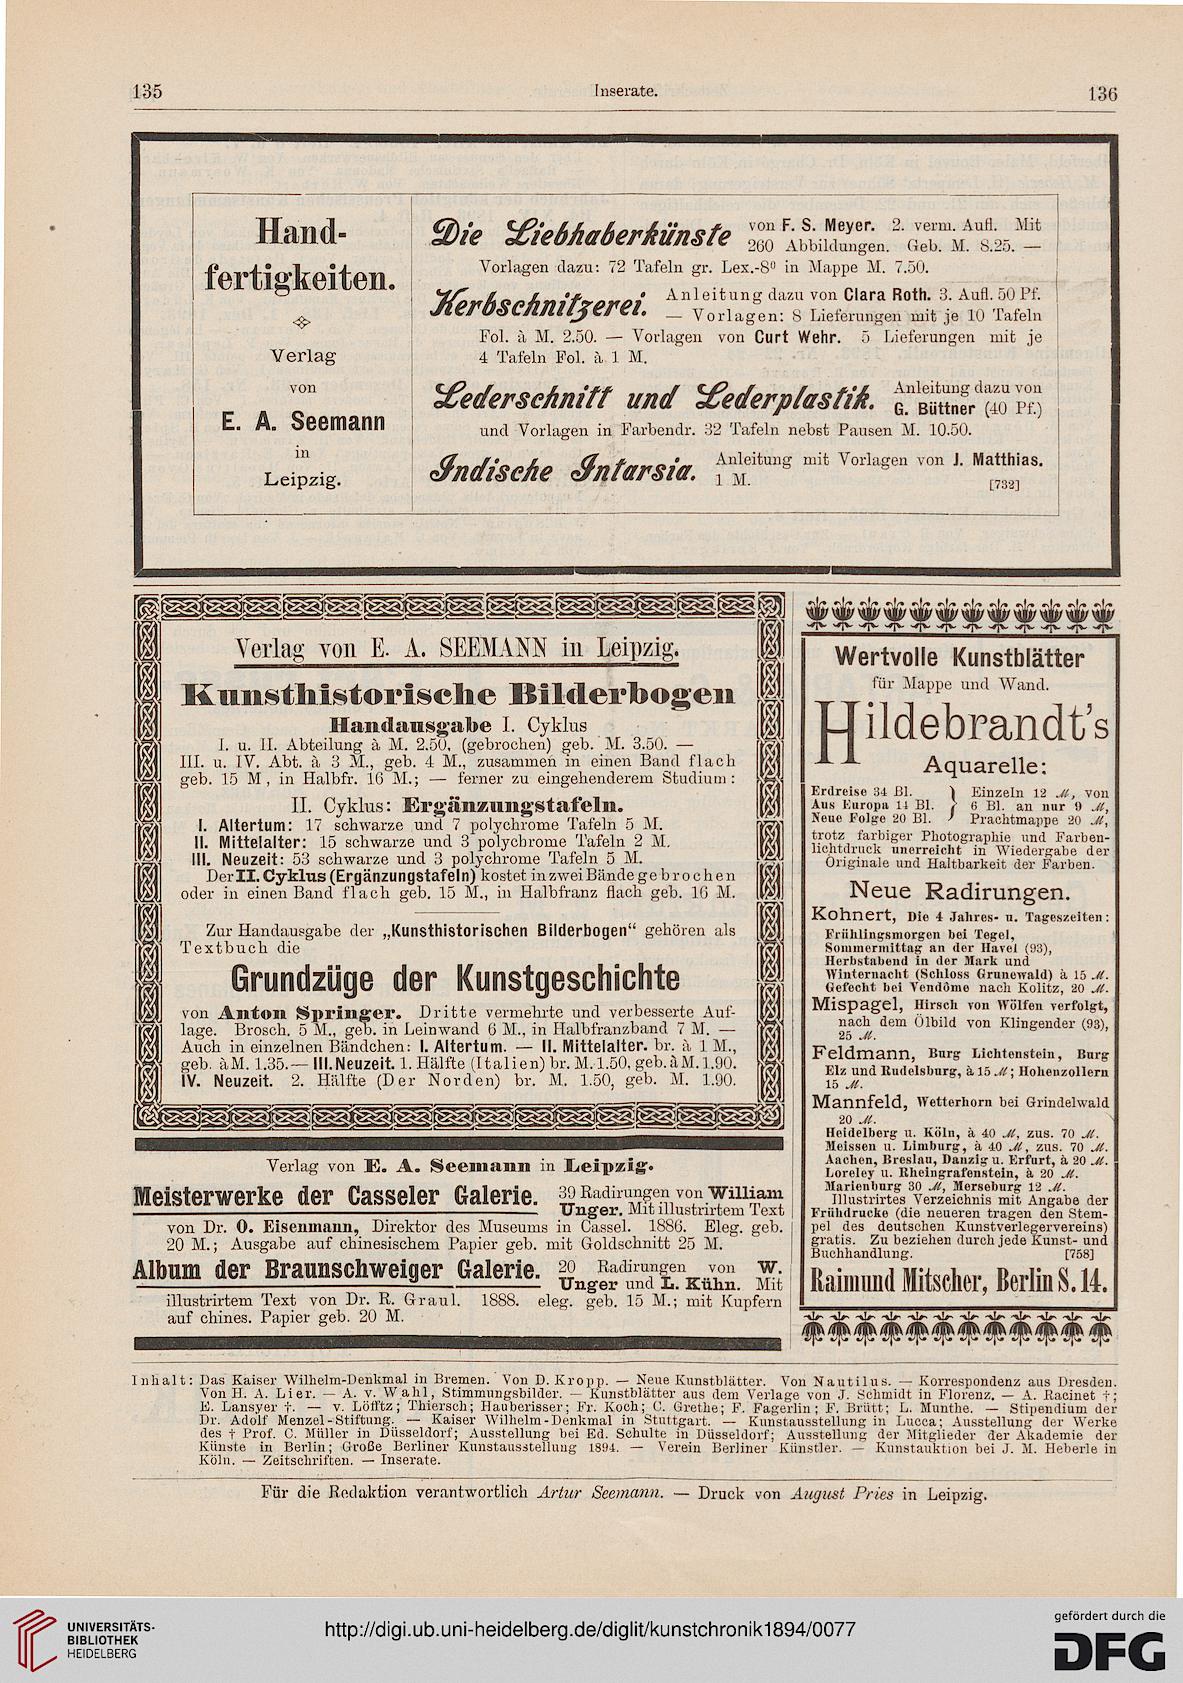 135
Inserate.
136
Hand-
fertigkeiten.
Verlag
von
E. A. Seemann
in
Leipzig.
Die Liebhaberkünste von F. S. Meyer. 2. verm. Aufl. Mit
260 Abbildungen. Geb. M. 8.25. —
Vorlagen dazu: 72 Tafeln gr. Lex.-8⁰ in Mappe M. 7.50.
Kerbschnitzerei. Anleitung dazu von Clara Roth. 3. Aufl. 50 Pf.
— Vorlagen: 8 Lieferungen mit je 10 Tafeln
Fol. à M. 2.50. — Vorlagen von Curt Wehr. 5 Lieferungen mit je
4 Tafeln Fol. à 1 M.
Lederschnitt und Lederplastik. Anleitung dazu von
G. Büttner (40 Pf.)
und Vorlagen in Farbendr. 32 Tafeln nebst Pausen M. 10.50.
Indische Intarsia. Anleitung mit Vorlagen von J. Matthias.
1 M. [732]
Verlag von E. A. SEEMANN in Leipzig.
Kunsthistorische Bilderbogen
Handausgabe I. Cyklus
I. u. II. Abteilung à M. 2.50, (gebrochen) geb. M. 3.50. —
III. u. IV. Abt. à 3 M., geb. 4 M., zusammen in einen Band flach
geb. 15 M, in Halbfr. 16 M.; — ferner zu eingehenderem Studium:
II. Cyklus: Ergänzungstafeln.
I. Altertum: 17 schwarze und 7 polychrome Tafeln 5 M.
II. Mittelalter: 15 schwarze und 3 polychrome Tafeln 2 M.
III. Neuzeit: 53 schwarze und 3 polychrome Tafeln 5 M.
Der II. Cyklus (Ergänzungstafeln) kostet in zwei Bände gebrochen
oder in einen Band flach geb. 15 M., in Halbfranz flach geb. 16 M.
Zur Handausgabe der „Kunsthistorischen Bilderbogen“ gehören als
Textbuch die
Grundzüge der Kunstgeschichte
von Anton Springer. Dritte vermehrte und verbesserte Auf-
lage. Brosch. 5 M., geb. in Leinwand 6 M., in Halbfranzband 7 M. —
Auch in einzelnen Bändchen: I. Altertum. — II. Mittelalter. br. à 1 M.,
geb. à M. 1.35. — III. Neuzeit. 1. Hälfte (Italien) br. M. 1.50, geb. à M. 1.90.
IV. Neuzeit. 2. Hälfte (Der Norden) br. M. 1.50, geb. M. 1.90.
Verlag von E. A. Seemann in Leipzig.
Meisterwerke der Casseler Galerie. 39 Radirungen von William
Unger. Mit illustrirtem Text
von Dr. O. Eisenmann, Direktor des Museums in Cassel. 1886. Eleg. geb.
20 M.; Ausgabe auf chinesischem Papier geb. mit Goldschnitt 25 M.
Album der Braunschweiger Galerie. 20 Radirungen von W.
Unger und L. Kühn. Mit
illustrirtem Text von Dr. R. Graul. 1888. eleg. geb. 15 M.; mit Kupfern
auf chines. Papier geb. 20 M.
Wertvolle Kunstblätter
für Mappe und Wand.
Hildebrandt's
Aquarelle:
Erdreise 34 Bl. } Einzeln 12 ℳ, von
Aus Europa 14 Bl. } 6 Bl. an nur 9 ℳ,
Neue Folge 20 Bl. } Prachtmappe 20 ℳ,
trotz farbiger Photographie und Farben-
lichtdruck unerreicht in Wiedergabe der
Originale und Haltbarkeit der Farben.
Neue Radirungen.
Kohnert, Die 4 Jahres- u. Tageszeiten:
Frühlingsmorgen bei Tegel,
Sommermittag an der Havel (93),
Herbstabend in der Mark und
Winternacht (Schloss Grunewald) à 15 ℳ.
Gefecht bei Vendôme nach Kolitz, 20 ℳ.
Mispagel, Hirsch von Wölfen verfolgt,
nach dem Ölbild von Klingender (93),
25 ℳ.
Feldmann, Burg Lichtenstein, Burg
Elz und Rudelsburg, à 15 ℳ; Hohenzollern
15 ℳ.
Mannfeld, Wetterhorn bei Grindelwald
20 ℳ.
Heidelberg u. Köln, à 40 ℳ, zus. 70 ℳ.
Meissen u. Limburg, à 40 ℳ, zus. 70 ℳ.
Aachen, Breslau, Danzig u. Erfurt, à 20 ℳ.
Loreley u. Rheingrafenstein, à 20 ℳ.
Marienburg 30 ℳ, Merseburg 12 ℳ.
Illustrirtes Verzeichnis mit Angabe der
Frühdrucke (die neueren tragen den Stem-
pel des deutschen Kunstverlegervereins)
gratis. Zu beziehen durch jede Kunst- und
Buchhandlung. [758]
Raimund Mitscher, Berlin S. 14.
Inhalt: Das Kaiser Wilhelm-Denkmal in Bremen. Von D. Kropp. — Neue Kunstblätter. Von Nautilus. — Korrespondenz aus Dresden.
Von H. A. Lier. — A. v. Wahl, Stimmungsbilder. — Kunstblätter aus dem Verlage von J. Schmidt in Florenz. — A. Racinet †;
E. Lansyer †. — v. Löfftz; Thiersch; Hauberisser; Fr. Koch; C. Grethe; F. Fagerlin; F. Brütt; L. Munthe. — Stipendium der
Dr. Adolf Menzel-Stiftung. — Kaiser Wilhelm-Denkmal in Stuttgart. — Kunstausstellung in Lucca; Ausstellung der Werke
des † Prof. C. Müller in Düsseldorf; Ausstellung bei Ed. Schulte in Düsseldorf; Ausstellung der Mitglieder der Akademie der
Künste in Berlin; Große Berliner Kunstausstellung 1894. — Verein Berliner Künstler. — Kunstauktion bei J. M. Heberle in
Köln. — Zeitschriften. — Inserate.
Für die Redaktion verantwortlich Artur Seemann. — Druck von August Pries in Leipzig.
UNIVERSITÄTS-
BIBLIOTHEK
HEIDELBERG
http://digi.ub.uni-heidelberg.de/diglit/kunstchronik1894/0077
gefördert durch die
DFG